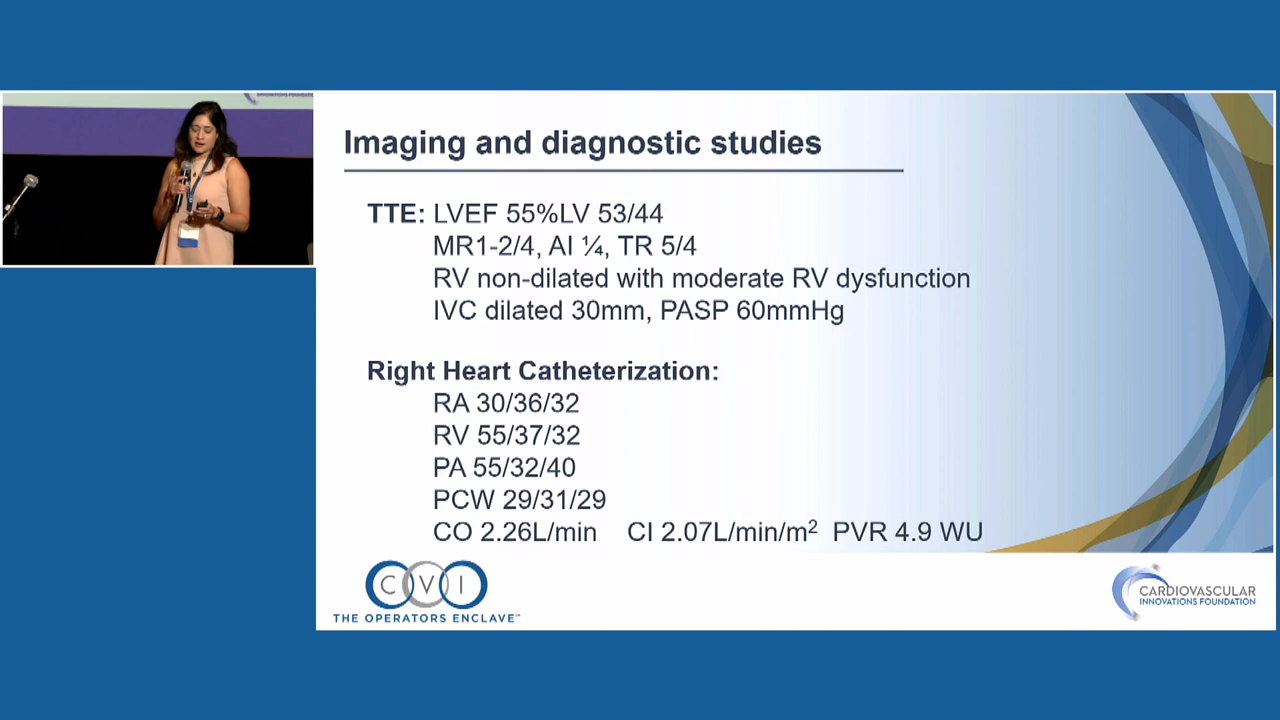 Imaging and diagnostic studies
TTE: LVEF 55%LV 53/44
MR1-2/4, AI ¼, TR 5/4
RV non-dilated with moderate RV dysfunction
IVC dilated 30mm, PASP 60mmHg
Right Heart Catheterization:
RA 30/36/32
RV 55/37/32
PA 55/32/40
PCW 29/31/29
CO 2.26L/min CI 2.07L/min/m² PVR 4.9 WU
CVI
THE OPERATORS ENCLAVE™
CARDIOVASCULAR
INNOVATIONS FOUNDATION